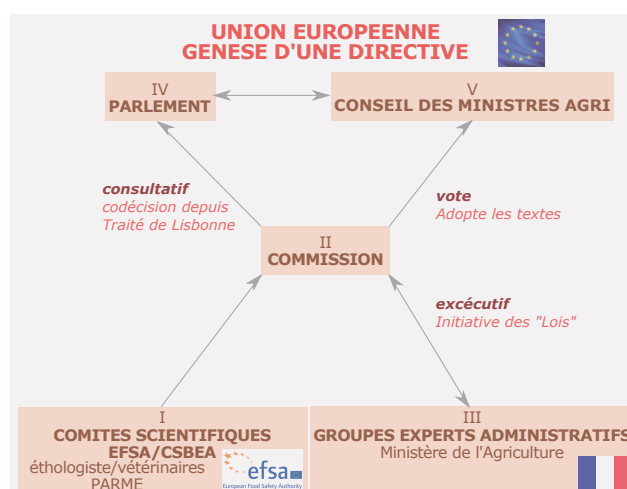 UNION EUROPEENNE
GENESE D'UNE DIRECTIVE
IV
PARLEMENT
V
CONSEIL DES MINISTRES AGRI
consultatif
codécision depuis
Traité de Lisbonne
vote
Adopte les textes
II
COMMISSION
excécutif
Initiative des "Lois"
I
COMITES SCIENTIFIQUES
EFSA/CSBEA
éthologiste/vétérinaires
PARME
efsa
European Food Safety Authority
III
GROUPES EXPERTS ADMINISTRATIFS
Ministère de l'Agriculture